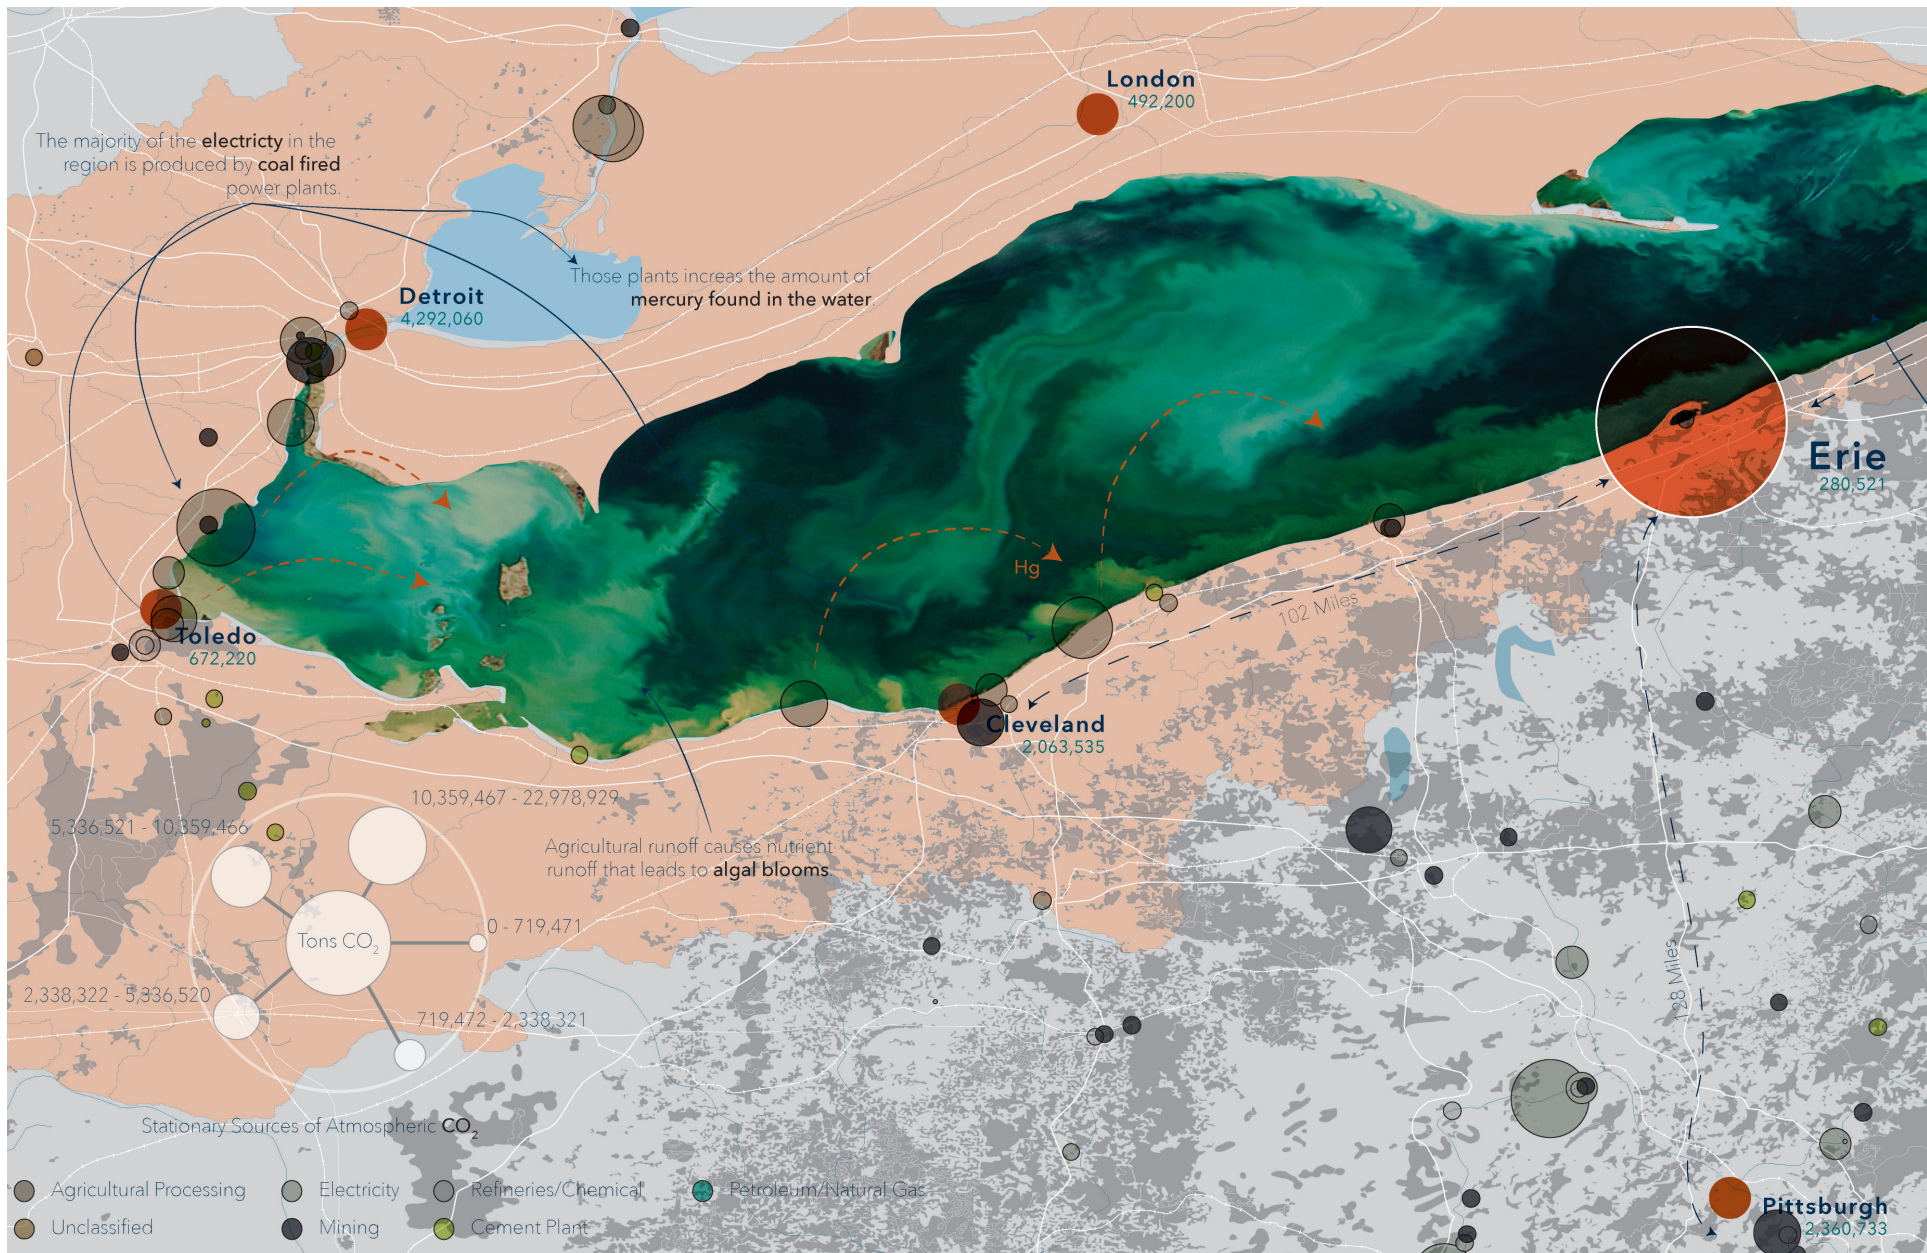 London
492,200
The majority of the electricty in the
region is produced by coal fired
power plants.
Those plants increas the amount of
mercury found in the water.
Detroit
4,292,060
Erie
280,521
Hg
102 Miles
Toledo
672,220
Cleveland
2,063,535
10,359,467 - 22,978,929
5,336,521 - 10,359,466
Agricultural runoff causes nutrient
runoff that leads to algal blooms.
0 - 719,471
Tons CO2
2,338,322 - 5,336,520
719,472 - 2,338,321
128 Miles
Stationary Sources of Atmospheric CO2
Agricultural Processing
Electricity
Refineries/Chemical
Petroleum/Natural Gas
Unclassified
Mining
Cement Plant
Pittsburgh
2,360,733